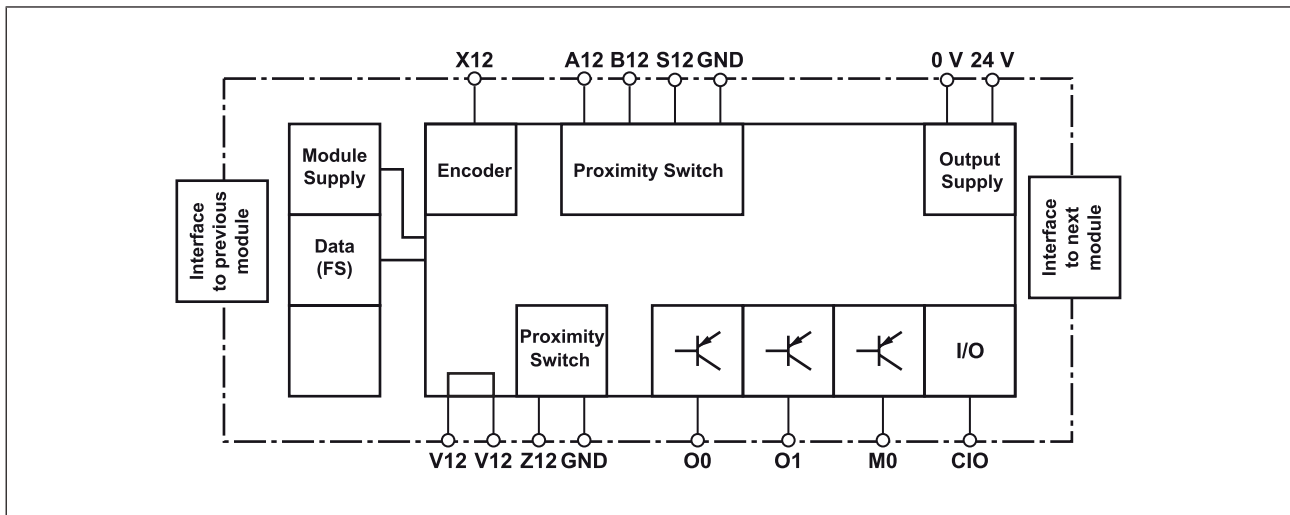 X12
A12 B12 S12 GND
0 V 24 V
Module
Supply
Encoder
Proximity Switch
Output
Supply
Interface
to previous
module
Data
(FS)
Interface
to next
module
Proximity
Switch
I/O
V12 V12 Z12 GND
O0
O1
M0
CIO